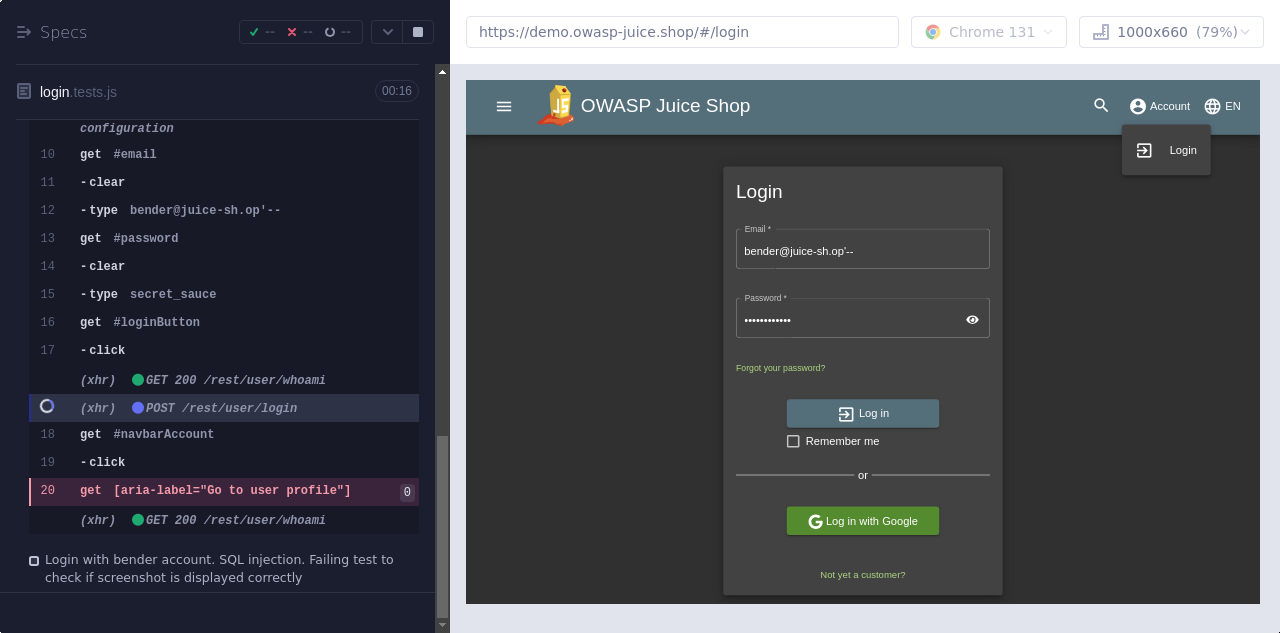 Specs
-- -- --
login.tests.js 00:16
configuration
10 get #email
11 -clear
12 -type bender@juice-sh.op'--
13 get #password
14 -clear
15 -type secret_sauce
16 get #loginButton
17 -click
(xhr) GET 200 /rest/user/whoami
(xhr) POST /rest/user/login
18 get #navbarAccount
19 -click
20 get [aria-label="Go to user profile"] 0
(xhr) GET 200 /rest/user/whoami
Login with bender account. SQL injection. Failing test to
check if screenshot is displayed correctly
https://demo.owasp-juice.shop/#/login
Chrome 131
1000x660 (79%)
JS
OWASP Juice Shop
Account
EN
Login
Login
Email *
bender@juice-sh.op'--
Password *
••••••••••••
Forgot your password?
Log in
Remember me
or
G Log in with Google
Not yet a customer?